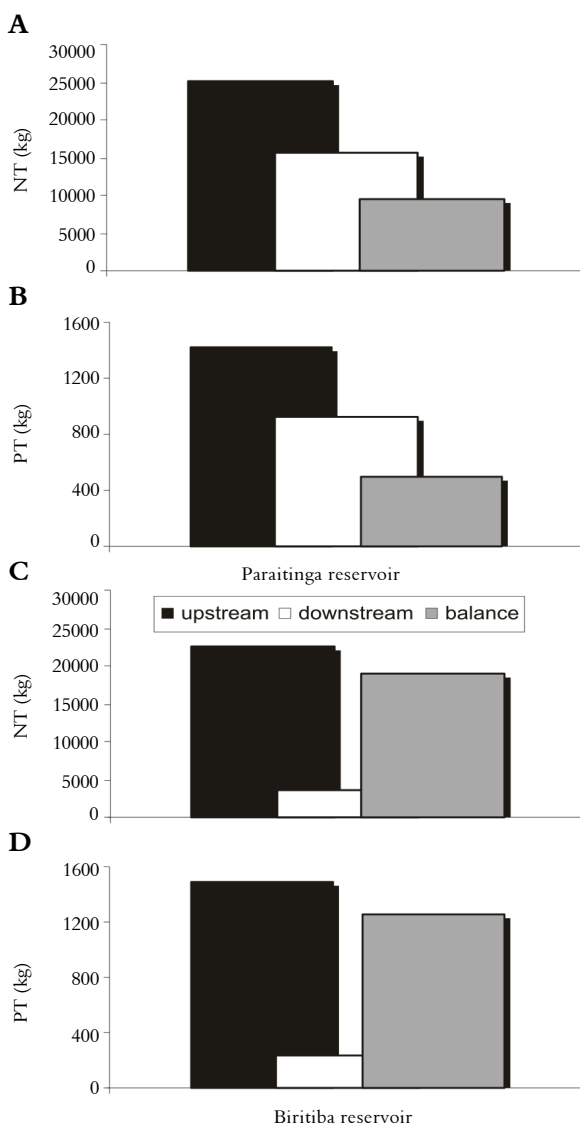 A
30000
25000
20000
15000
10000
5000
0
NT (kg)
B
1600
1200
800
400
0
PT (kg)
Paraitinga reservoir
C
30000
25000
20000
15000
10000
5000
0
NT (kg)
upstream downstream balance
D
1600
1200
800
400
0
PT (kg)
Biritiba reservoir